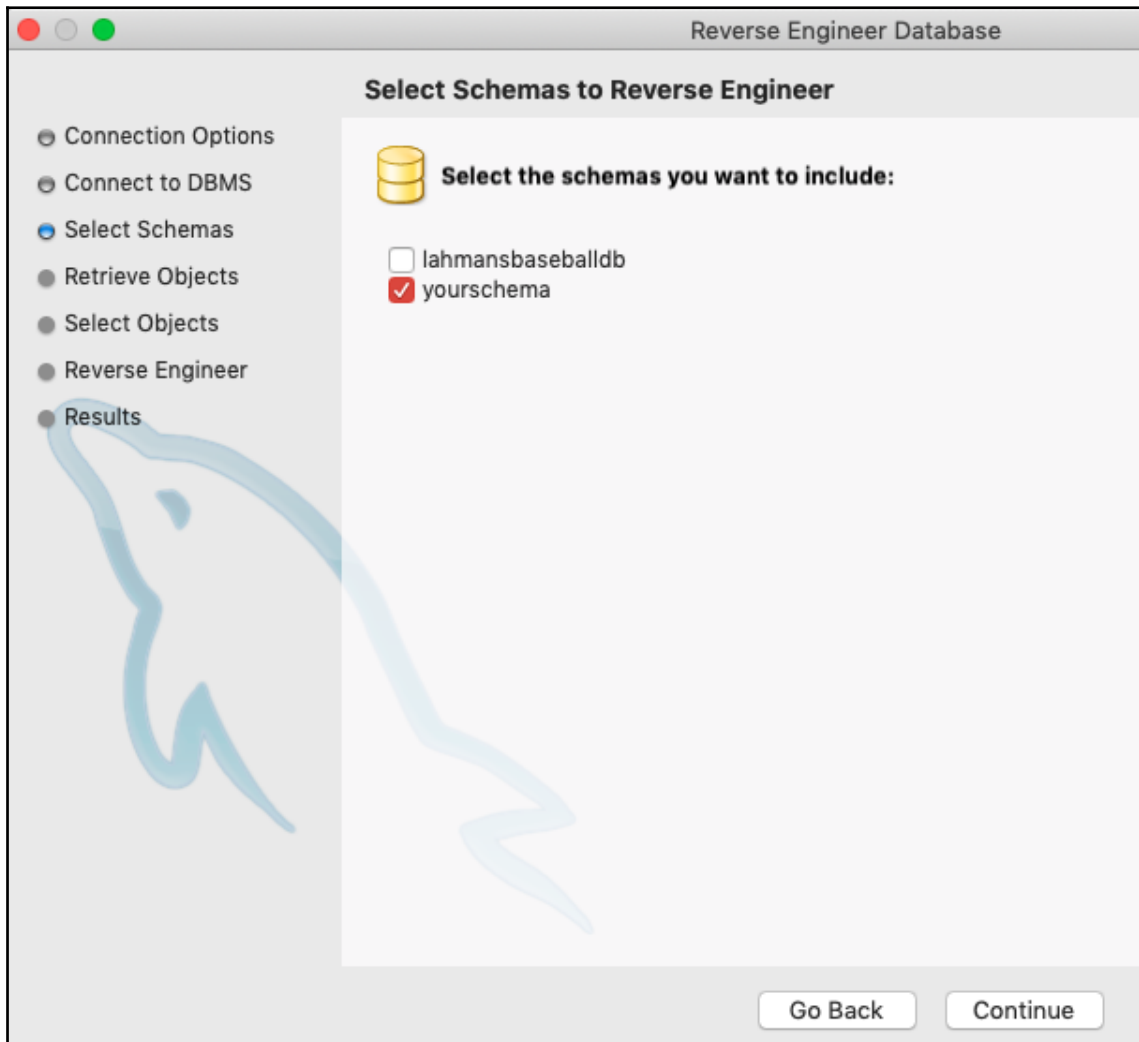 Reverse Engineer Database
Select Schemas to Reverse Engineer
Connection Options
Connect to DBMS
Select Schemas
Retrieve Objects
Select Objects
Reverse Engineer
Results
Select the schemas you want to include:
lahmansbaseballdb
yourschema
Go Back
Continue